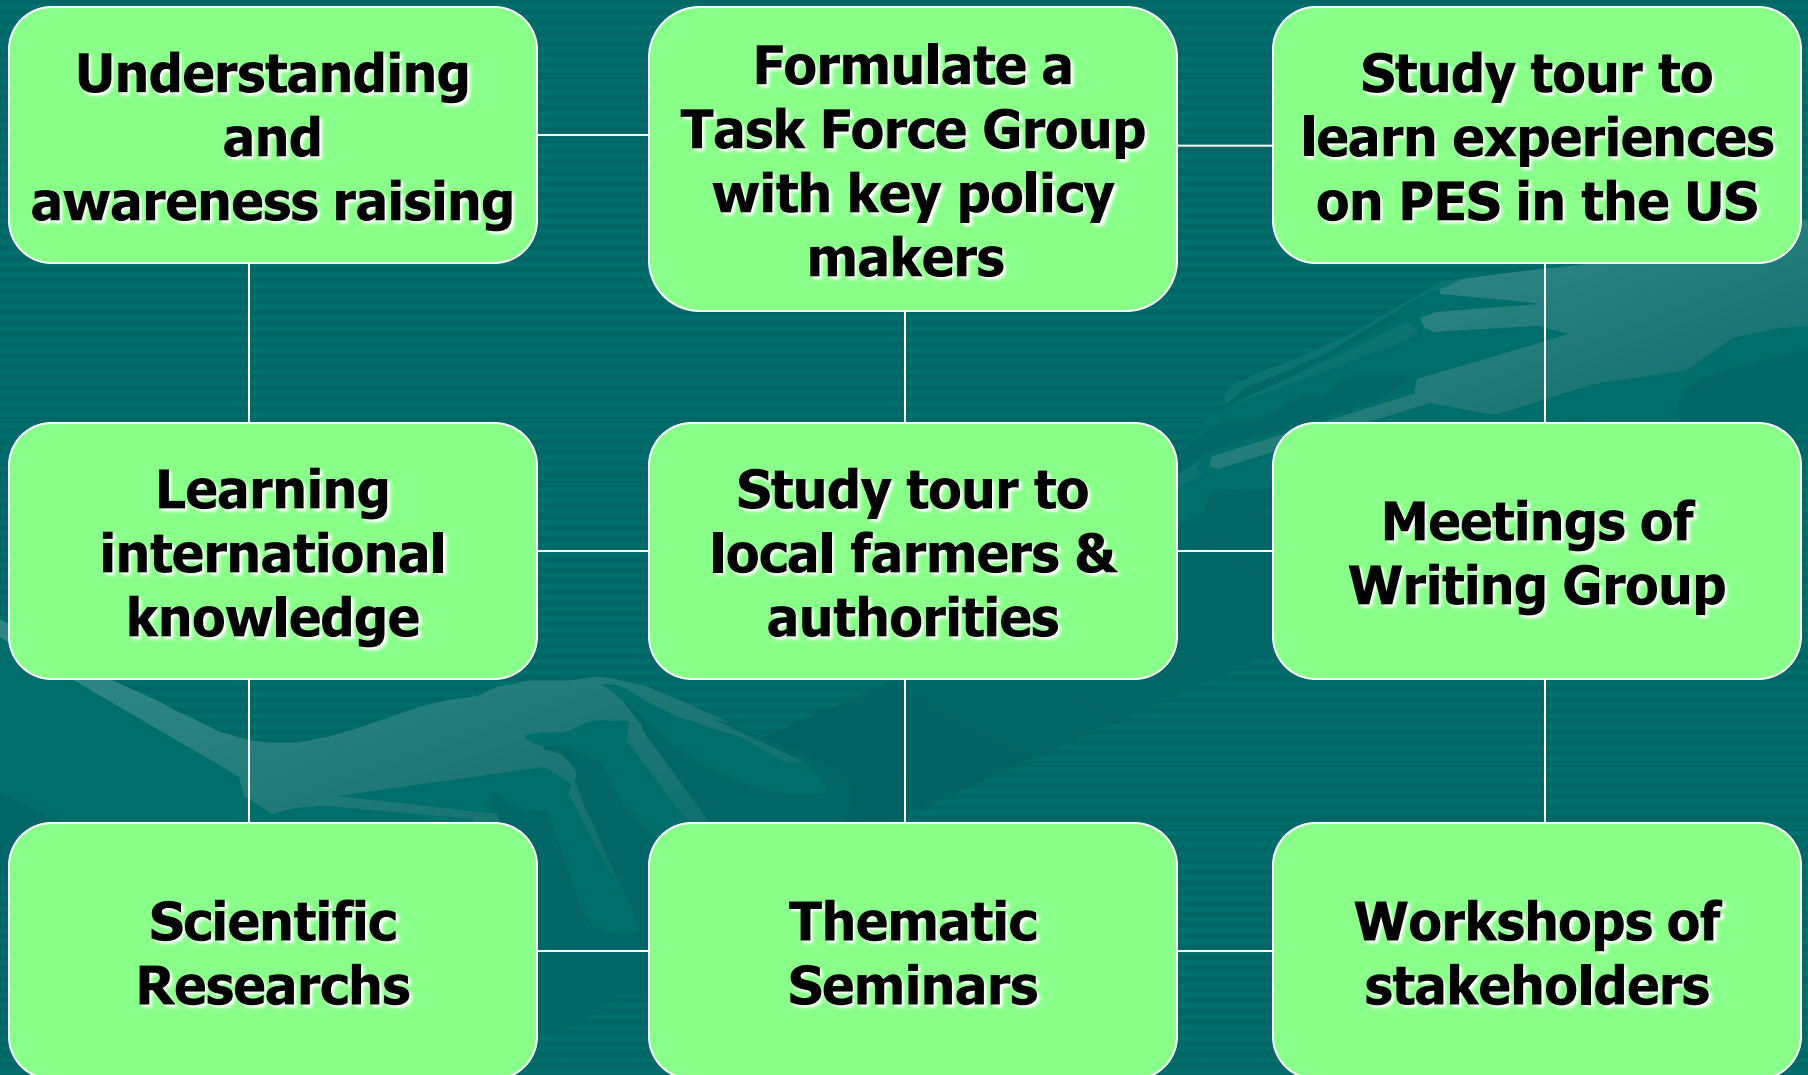 Understanding
and
awareness raising
Formulate a
Task Force Group
with key policy
makers
Study tour to
learn experiences
on PES in the US
Learning
international
knowledge
Study tour to
local farmers &
authorities
Meetings of
Writing Group
Scientific
Researchs
Thematic
Seminars
Workshops of
stakeholders